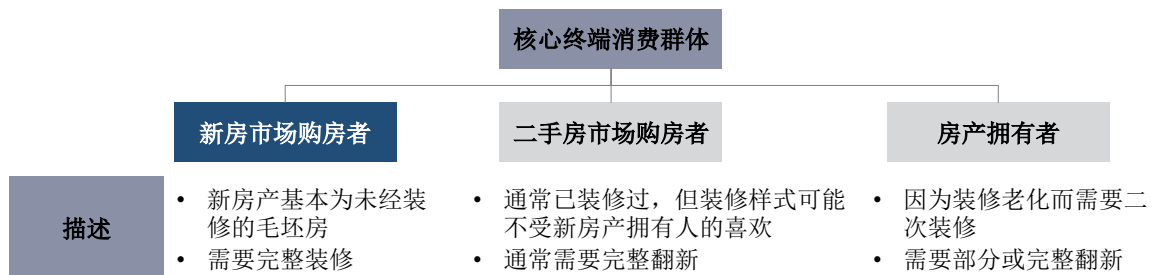 核心终端消费群体
新房市场购房者
二手房市场购房者
房产拥有者
描述
• 新房产基本为未经装
修的毛坯房
• 需要完整装修
• 通常已装修过，但装修样式可能
不受新房产拥有人的喜欢
• 通常需要完整翻新
• 因为装修老化而需要二
次装修
• 需要部分或完整翻新